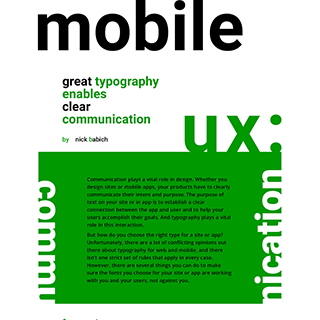 mobile
great typography
enables
clear
communication
by nick babich
ux:
commu
nication
Communication plays a vital role in design. Whether you
design sites or mobile apps, your products have to clearly
communicate their intent and purpose. The purpose of
text on your site or in app is to establish a clear
connection between the app and user and to help your
users accomplish their goals. And typography plays a vital
role in this interaction.
But how do you choose the right type for a site or app?
Unfortunately, there are a lot of conflicting opinions out
there about typography for web and mobile, and there
isn't one strict set of rules that apply in every case.
However, there are several things you can do to make
sure the fonts you choose for your site or app are working
with you and your users, not against you.